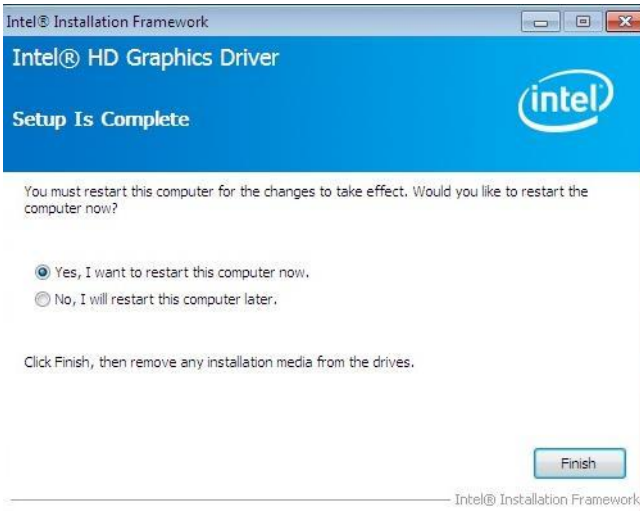 Intel® Installation Framework
Intel® HD Graphics Driver
intel
Setup Is Complete
You must restart this computer for the changes to take effect. Would you like to restart the
computer now?
Yes, I want to restart this computer now.
No, I will restart this computer later.
Click Finish, then remove any installation media from the drives.
Finish
Intel® Installation Framework